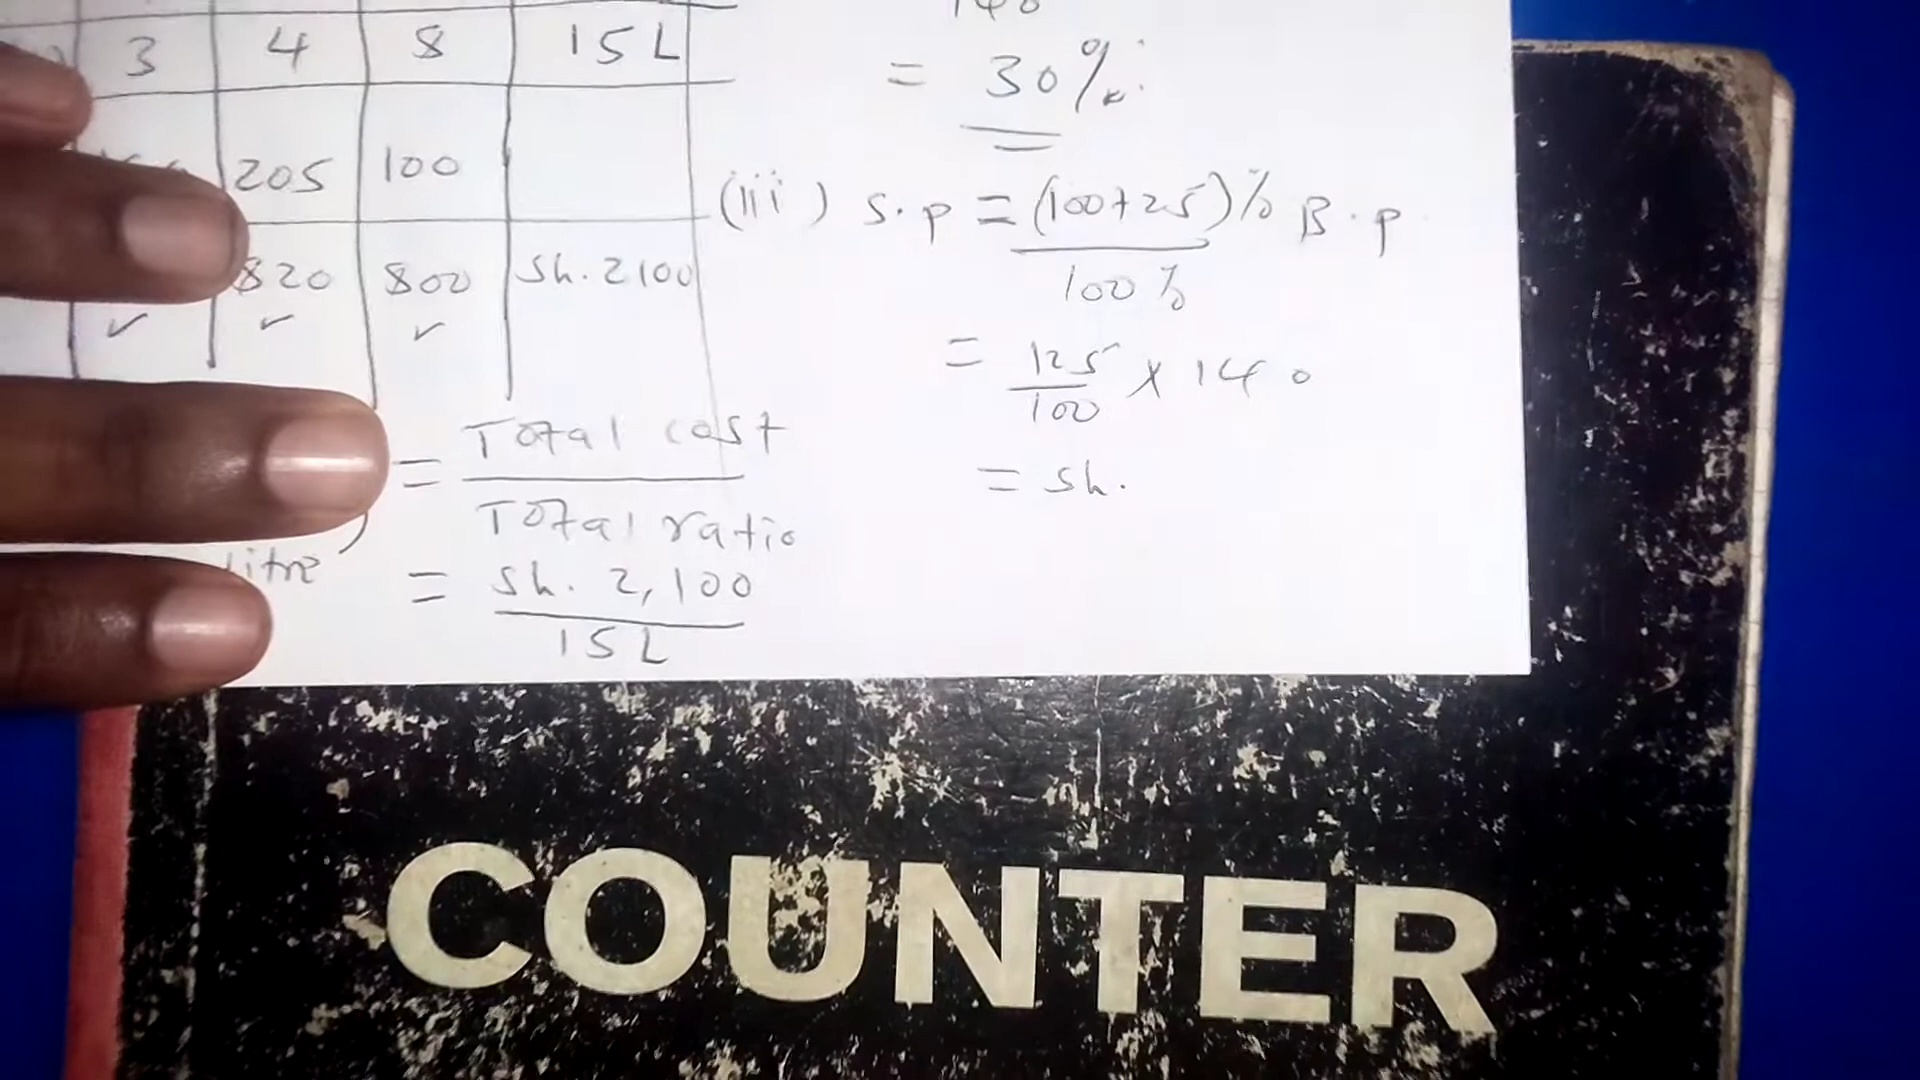 3 4 8 15L
205 100
820 800 Sh. 2100
✓ ✓ ✓
= Total cost
Total ratio
litre = Sh. 2,100
15L
= 30%
(iii) S.P = (100+25)% B.P
100%
= 125
100 × 140
= Sh.
COUNTER